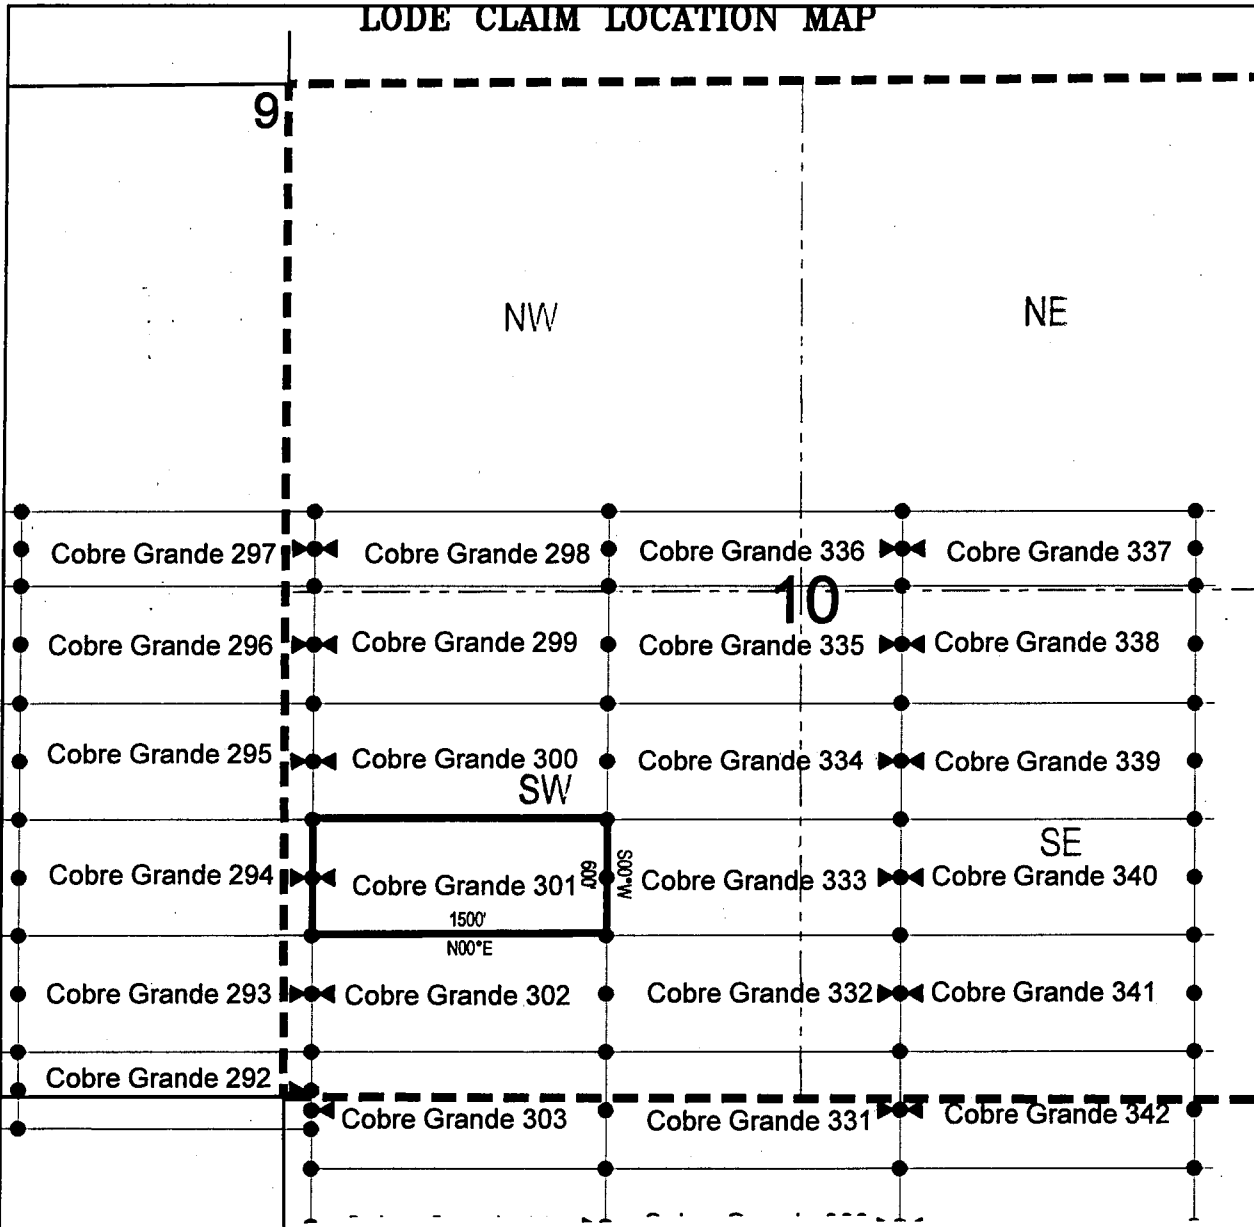 LODE CLAIM LOCATION MAP
9
NW
NE
Cobre Grande 297
Cobre Grande 298
Cobre Grande 336
Cobre Grande 337
10
Cobre Grande 296
Cobre Grande 299
Cobre Grande 335
Cobre Grande 338
Cobre Grande 295
Cobre Grande 300
Cobre Grande 334
Cobre Grande 339
SW
SE
Cobre Grande 294
Cobre Grande 301
600'
S00°W
Cobre Grande 333
Cobre Grande 340
1500'
N00°E
Cobre Grande 293
Cobre Grande 302
Cobre Grande 332
Cobre Grande 341
Cobre Grande 292
Cobre Grande 303
Cobre Grande 331
Cobre Grande 342